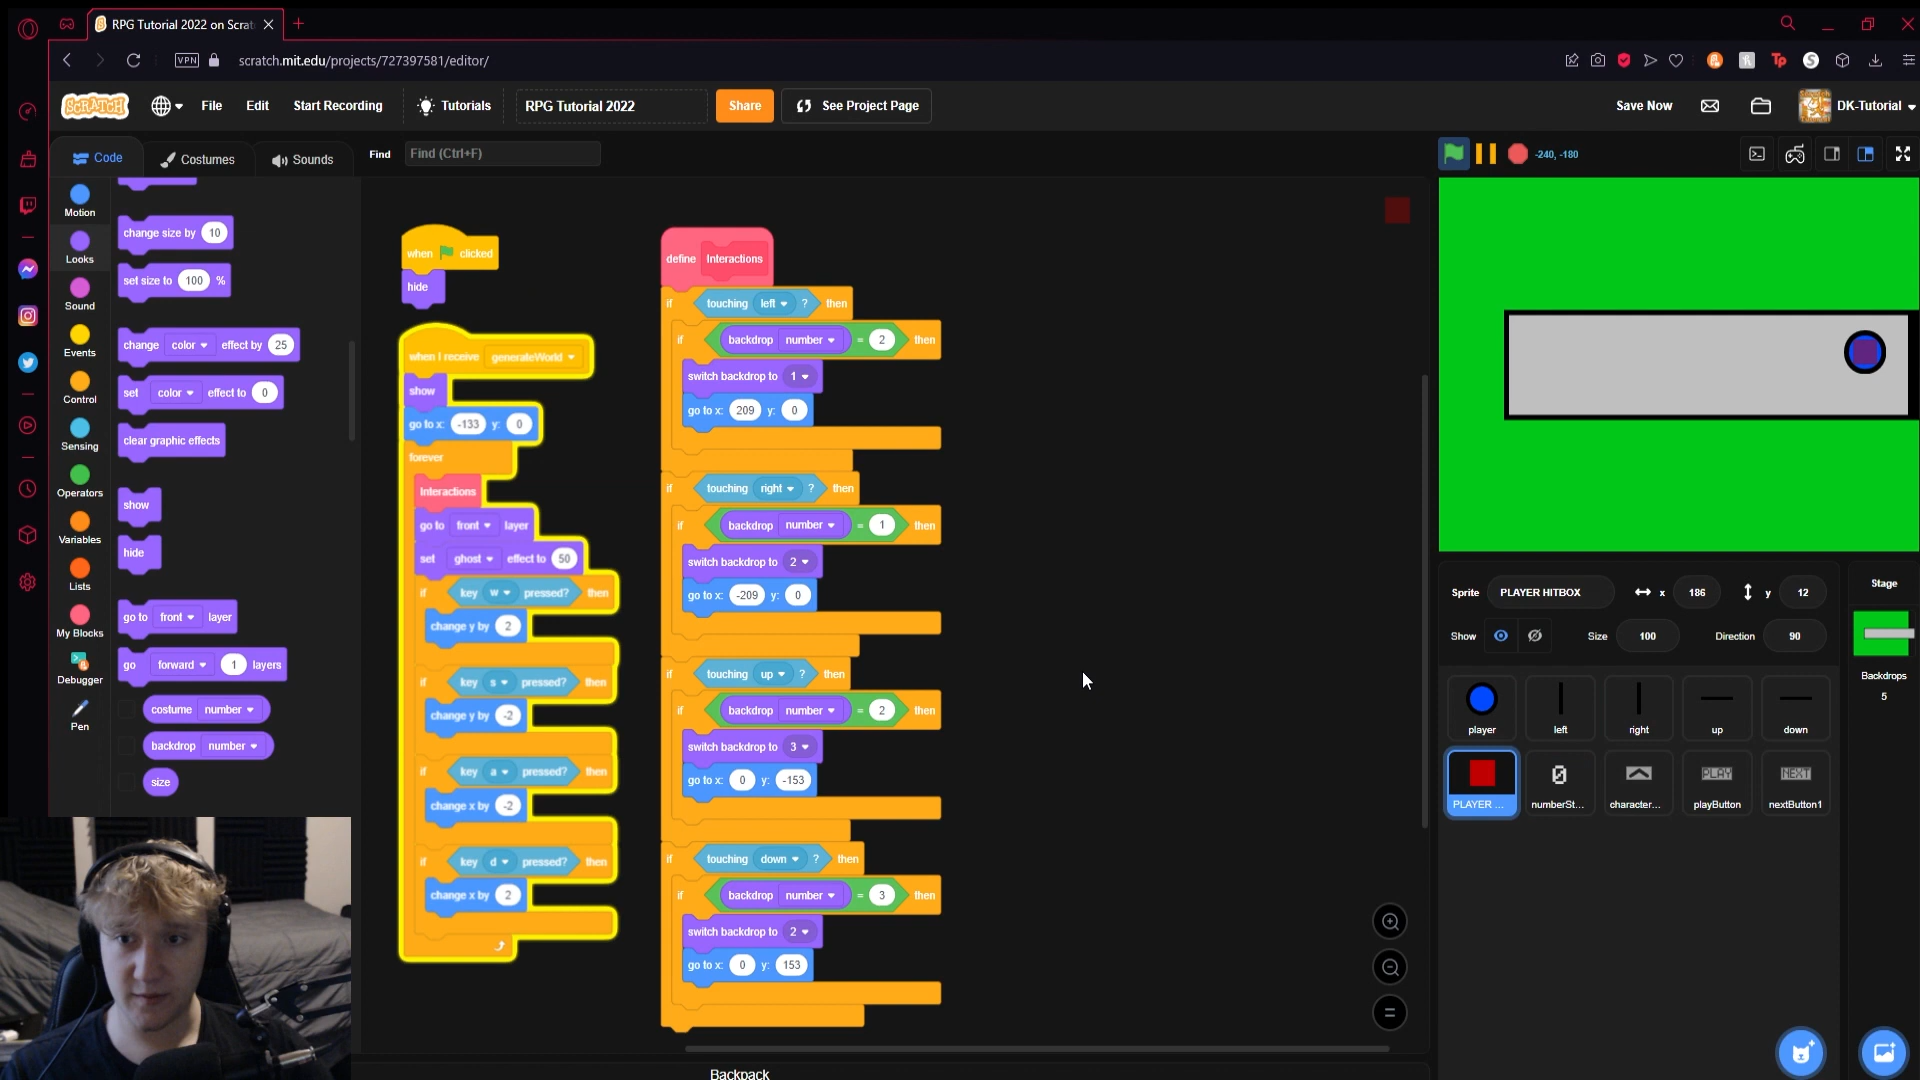 RPG Tutorial 2022 on Scrat
VPN
scratch.mit.edu/projects/727397581/editor/
Tp
S
SCRATCH
File
Edit
Start Recording
Tutorials
RPG Tutorial 2022
Share
See Project Page
Save Now
DK-Tutorial
Code
Costumes
Sounds
Find
Find (Ctrl+F)
-240, -180
Motion
Looks
Sound
Events
Control
Sensing
Operators
Variables
Lists
My Blocks
Debugger
Pen
change size by 10
set size to 100 %
change color effect by 25
set color effect to 0
clear graphic effects
show
hide
go to front layer
go forward 1 layers
costume number
backdrop number
size
when clicked
hide
when I receive generateWorld
show
go to x: -133 y: 0
forever
Interactions
go to front layer
set ghost effect to 50
if key w pressed? then
change y by 2
if key s pressed? then
change y by -2
if key a pressed? then
change x by -2
if key d pressed? then
change x by 2
define Interactions
if touching left ? then
if backdrop number = 2 then
switch backdrop to 1
go to x: 209 y: 0
if touching right ? then
if backdrop number = 1 then
switch backdrop to 2
go to x: -209 y: 0
if touching up ? then
if backdrop number = 2 then
switch backdrop to 3
go to x: 0 y: -153
if touching down ? then
if backdrop number = 3 then
switch backdrop to 2
go to x: 0 y: 153
Backpack
Sprite PLAYER HITBOX x 186 y 12
Show Size 100 Direction 90
player
left
right
up
down
PLAYER ...
0
numberSt...
character...
PLAY
playButton
NEXT
nextButton1
Stage
Backdrops
5